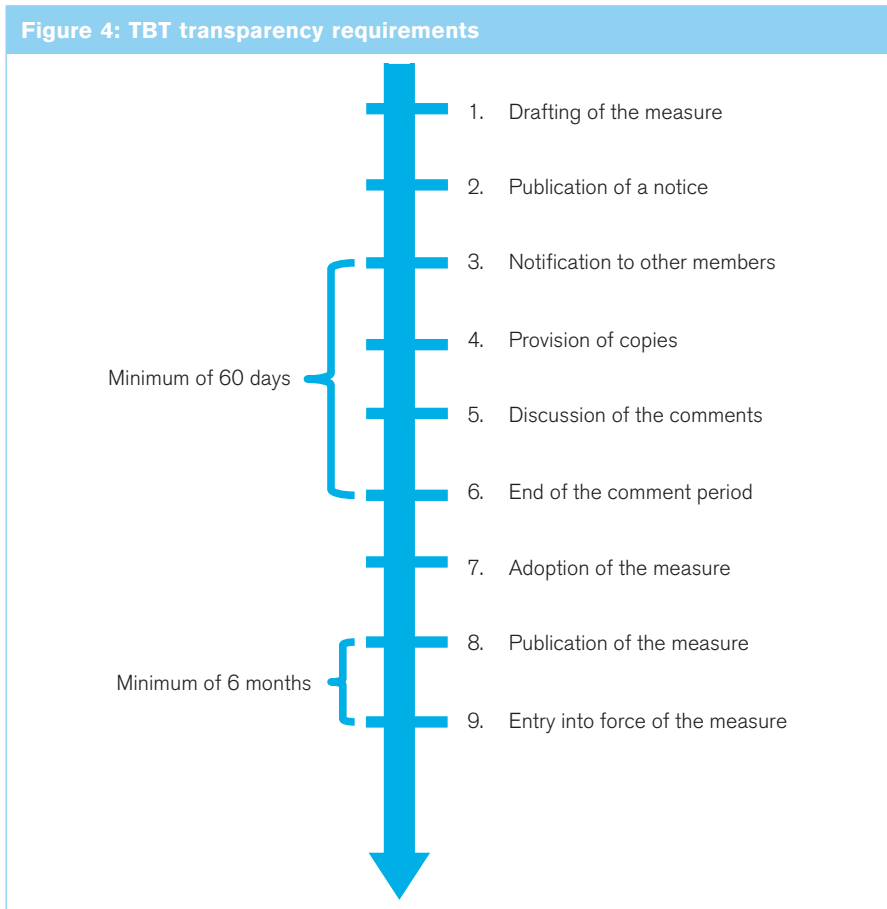 Figure 4: TBT transparency requirements
1. Drafting of the measure
2. Publication of a notice
3. Notification to other members
4. Provision of copies
Minimum of 60 days
5. Discussion of the comments
6. End of the comment period
7. Adoption of the measure
8. Publication of the measure
Minimum of 6 months
9. Entry into force of the measure